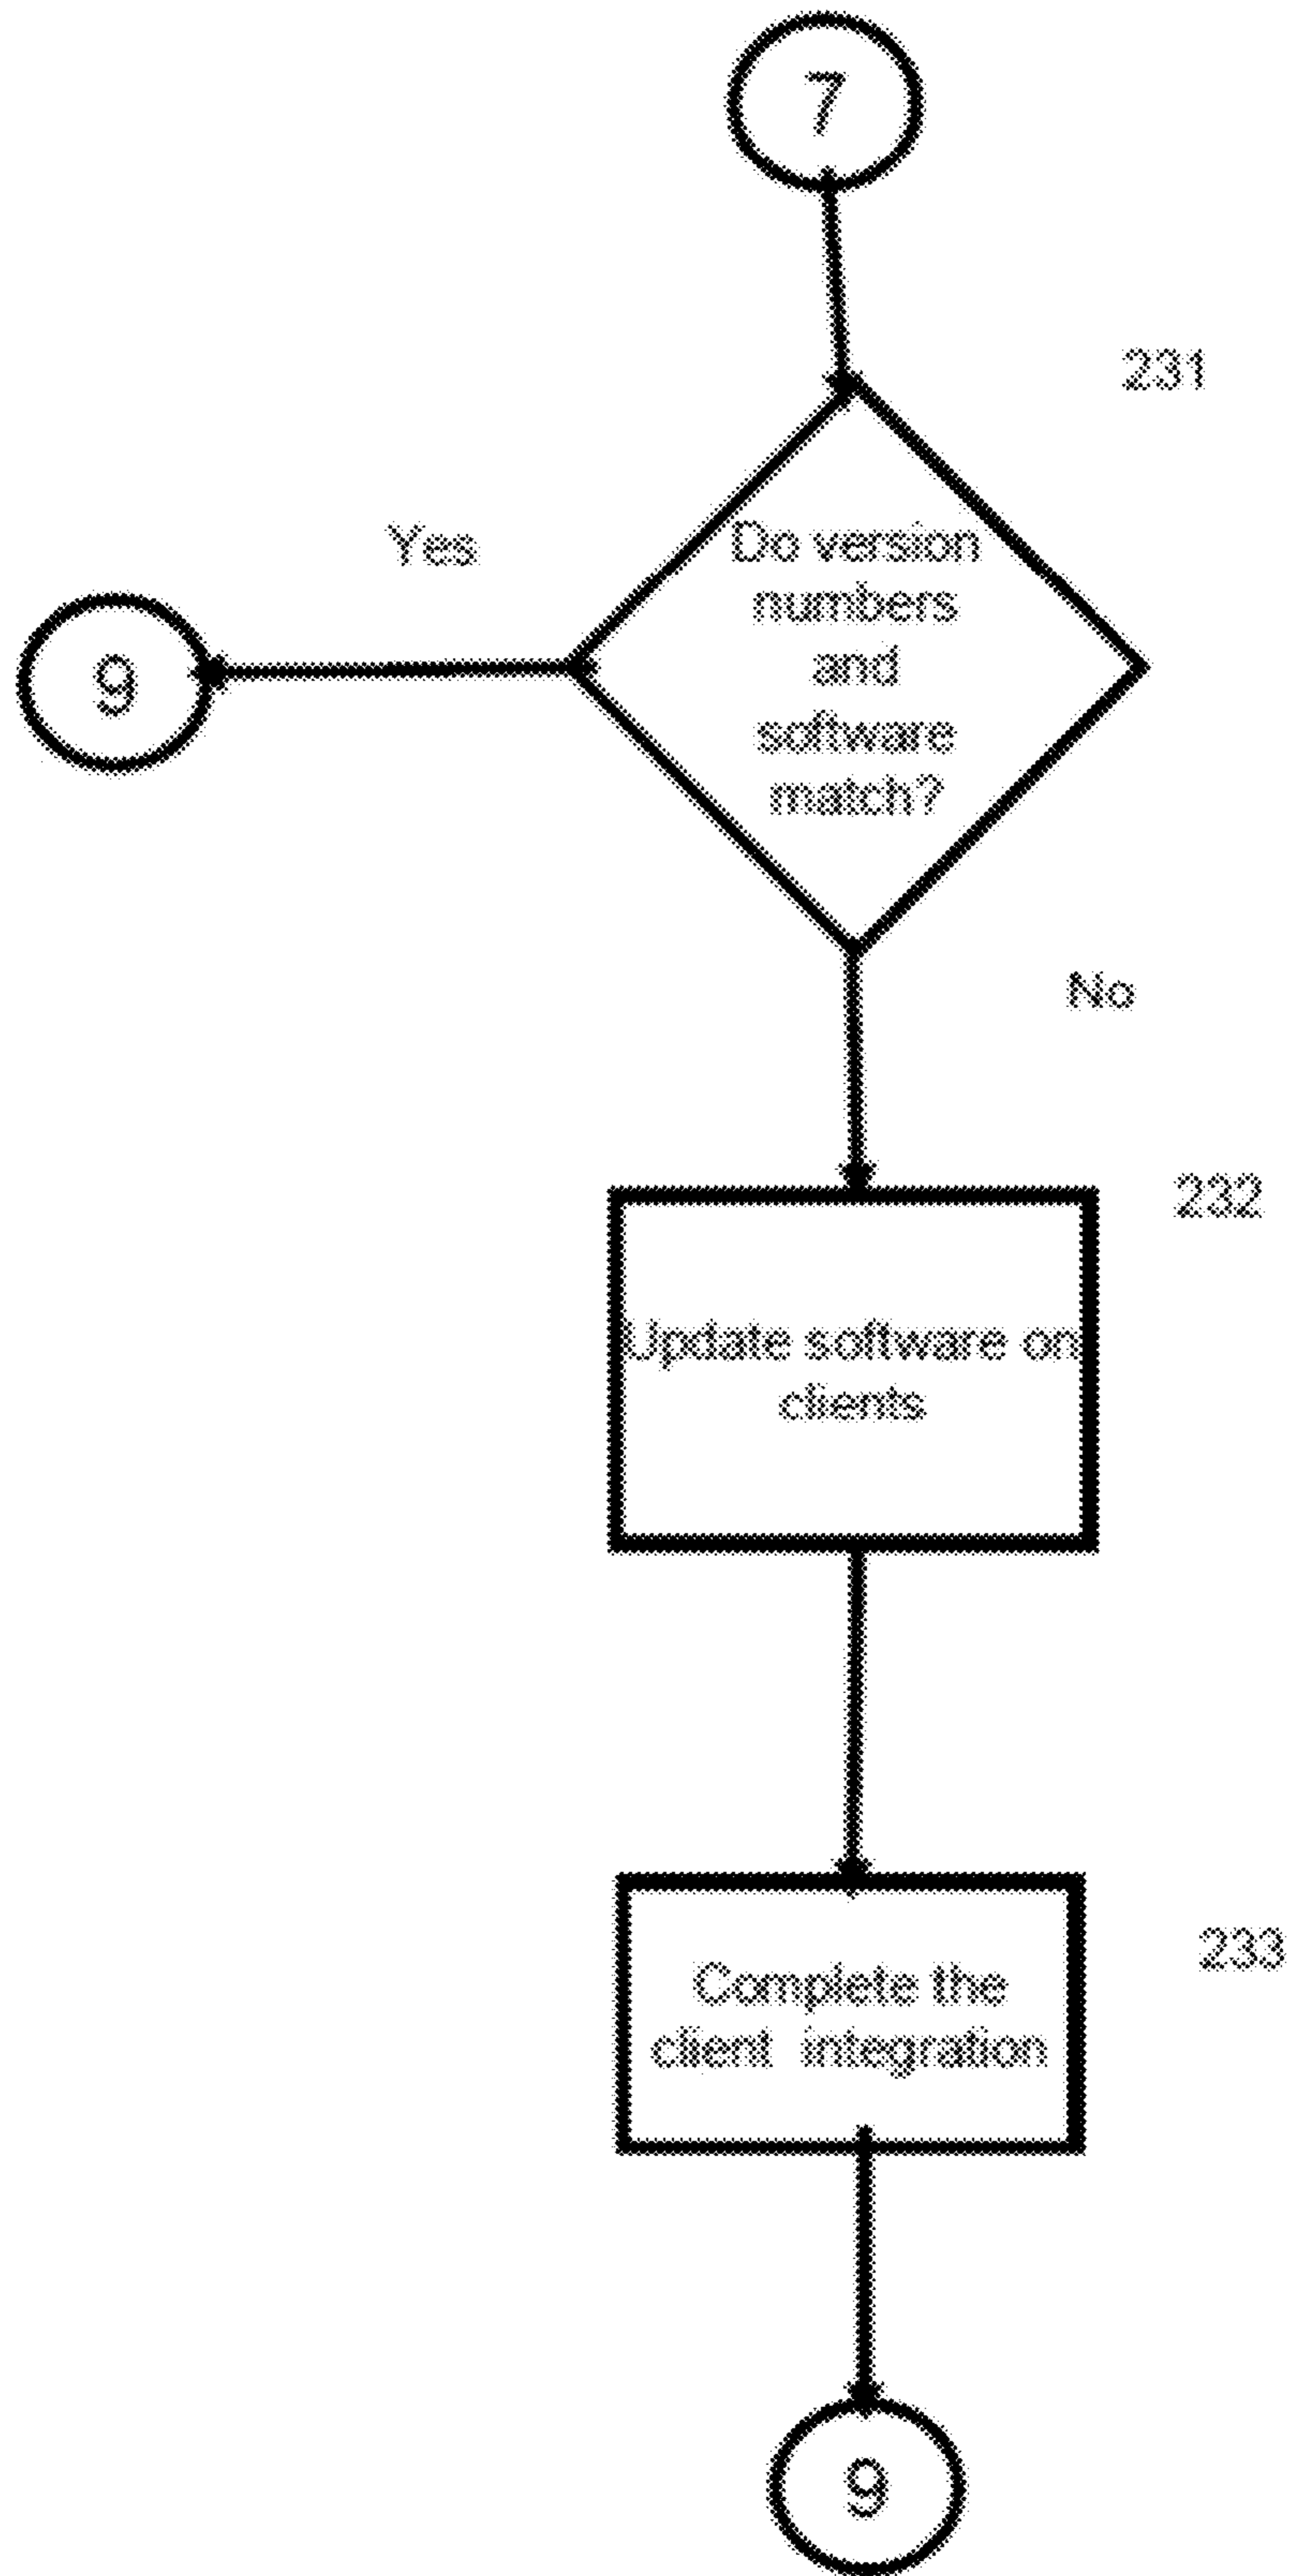 7
231
Do version
numbers
and
software
match?
Yes
9
No
232
Update software on
clients
233
Complete the
client integration
9